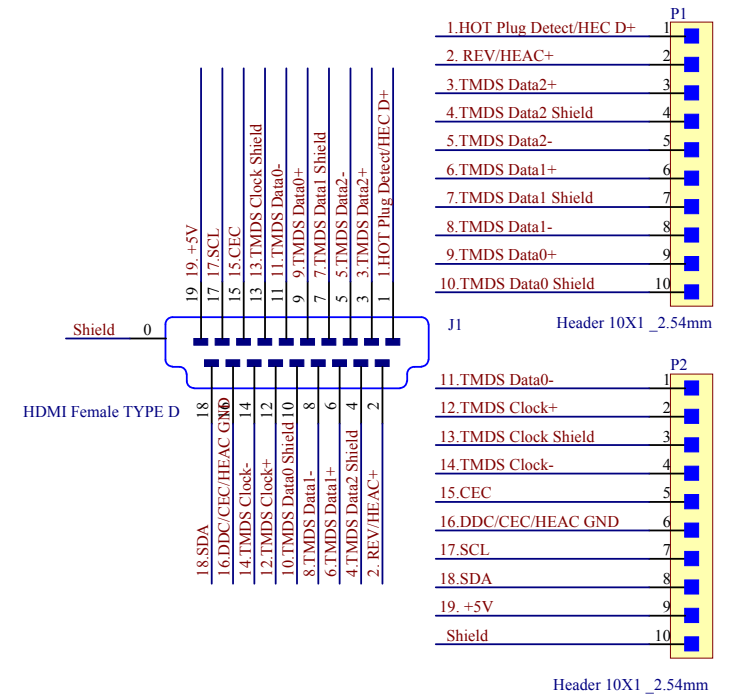 P1
1.HOT Plug Detect/HEC D+ 1
2. REV/HEAC+ 2
3.TMDS Data2+ 3
4.TMDS Data2 Shield 4
5.TMDS Data2- 5
6.TMDS Data1+ 6
7.TMDS Data1 Shield 7
8.TMDS Data1- 8
9.TMDS Data0+ 9
10.TMDS Data0 Shield 10
Header 10X1 _2.54mm
19 19. +5V
17 17.SCL
15 15.CEC
13 13.TMDS Clock Shield
11 11.TMDS Data0-
9 9.TMDS Data0+
7 7.TMDS Data1 Shield
5 5.TMDS Data2-
3 3.TMDS Data2+
1 1.HOT Plug Detect/HEC D+
Shield 0
J1
HDMI Female TYPE D
18.SDA 18
16.DDC/CEC/HEAC GND 16
14.TMDS Clock- 14
12.TMDS Clock+ 12
10.TMDS Data0 Shield 10
8.TMDS Data1- 8
6.TMDS Data1+ 6
4.TMDS Data2 Shield 4
2. REV/HEAC+ 2
P2
11.TMDS Data0- 1
12.TMDS Clock+ 2
13.TMDS Clock Shield 3
14.TMDS Clock- 4
15.CEC 5
16.DDC/CEC/HEAC GND 6
17.SCL 7
18.SDA 8
19. +5V 9
Shield 10
Header 10X1 _2.54mm